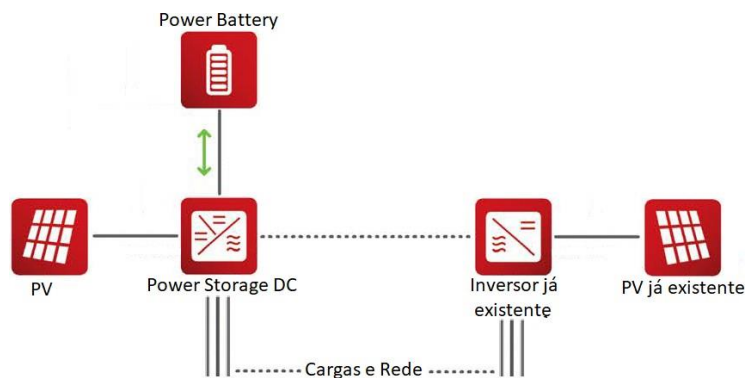 Power Battery
PV
Power Storage DC
Inversor já
existente
PV já existente
Cargas e Rede